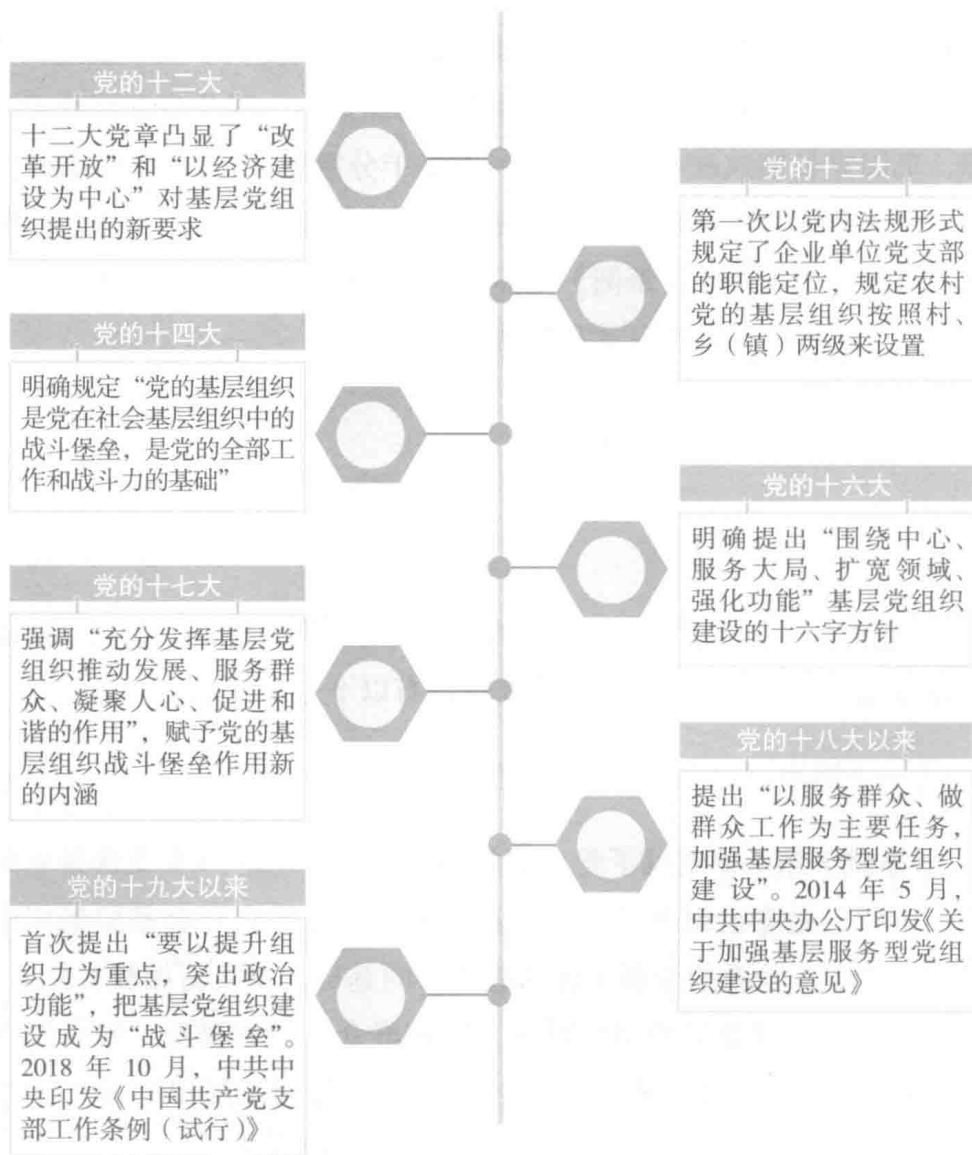 党的十二大
十二大党章凸显了“改
革开放”和“以经济建
设为中心”对基层党组
织提出的新要求
党的十三大
第一次以党内法规形式
规定了企业单位党支部
的职能定位，规定农村
党的基层组织按照村、
乡（镇）两级来设置
党的十四大
明确规定“党的基层组织
是党在社会基层组织中的
战斗堡垒，是党的全部工
作和战斗力的基础”
党的十六大
明确提出“围绕中心、
服务大局、扩宽领域、
强化功能”基层党组织
建设的十六字方针
党的十七大
强调“充分发挥基层党
组织推动发展、服务群
众、凝聚人心、促进和
谐的作用”，赋予党的基
层组织战斗堡垒作用新
的内涵
党的十八大以来
提出“以服务群众、做
群众工作为主要任务，
加强基层服务型党组织
建设”。2014年5月，
中共中央办公厅印发《关
于加强基层服务型党组
织建设的意见》
党的十九大以来
首次提出“要以提升组
织力为重点，突出政治
功能”，把基层党组织建
设成为“战斗堡垒”。
2018年10月，中共中
央印发《中国共产党支
部工作条例（试行）》